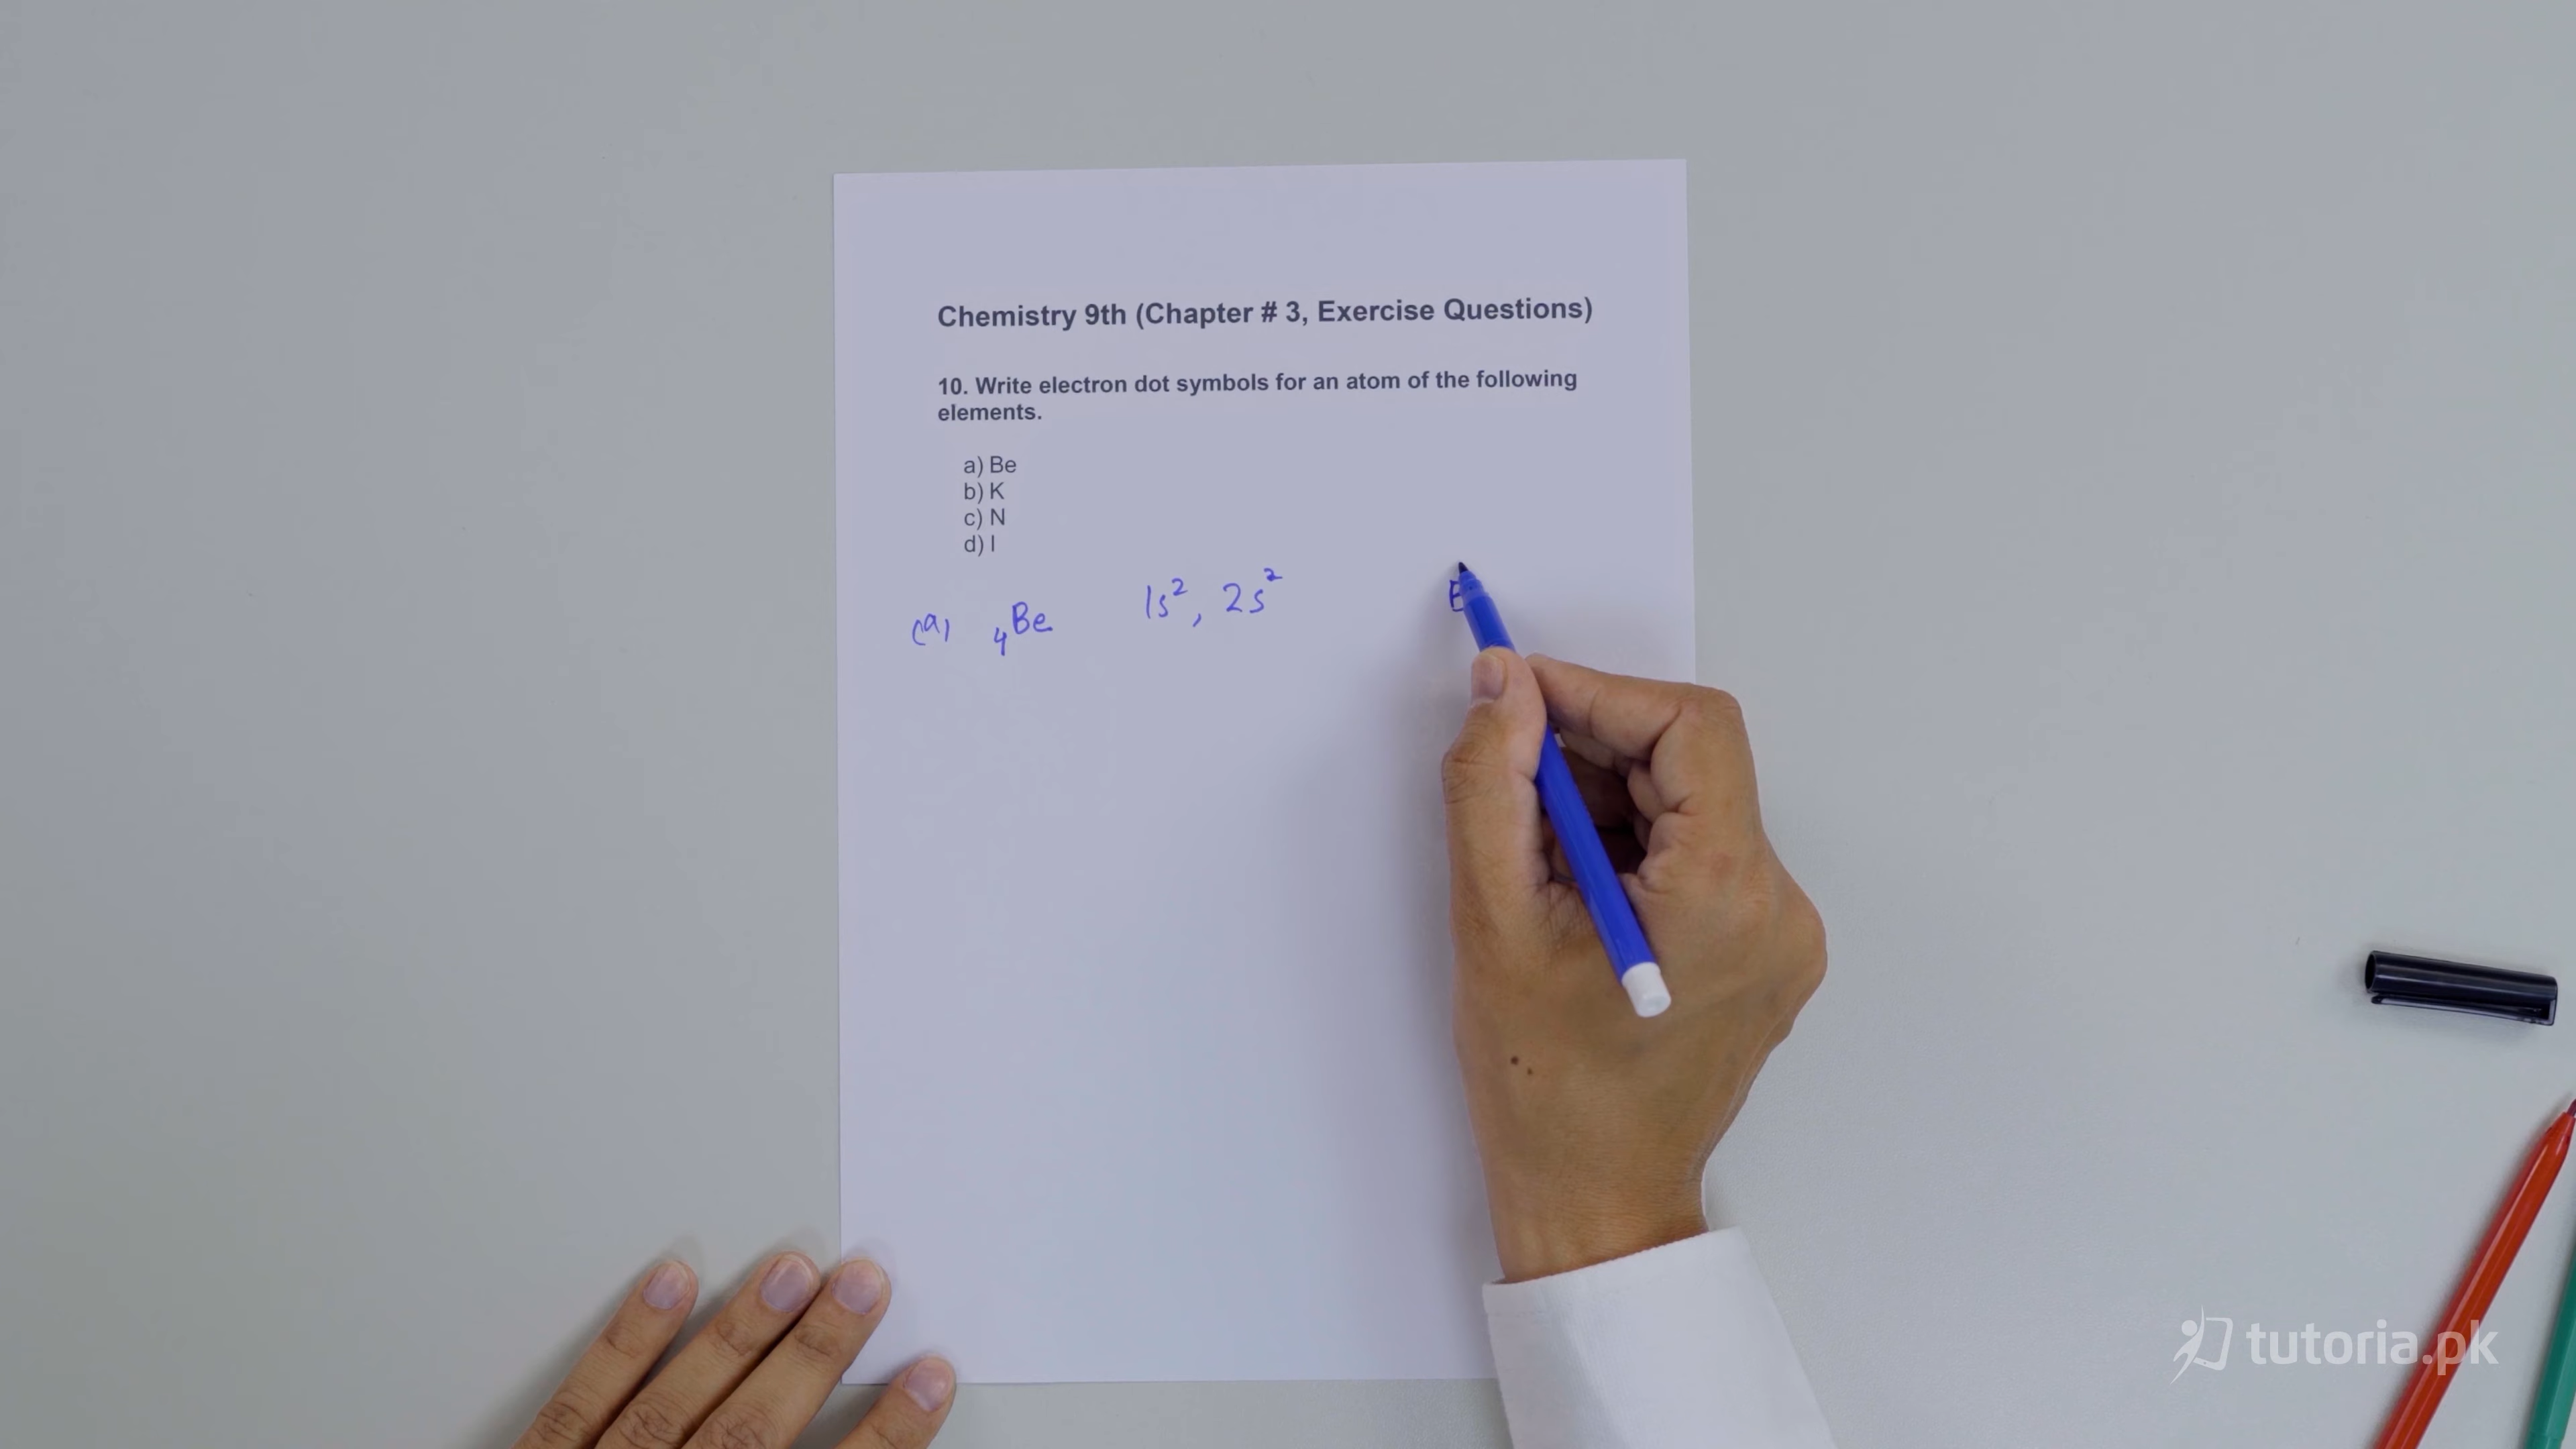 Chemistry 9th (Chapter # 3, Exercise Questions)
10. Write electron dot symbols for an atom of the following
elements.
a) Be
b) K
c) N
d) I
(a) ₄Be 1s², 2s²
tutoria.pk